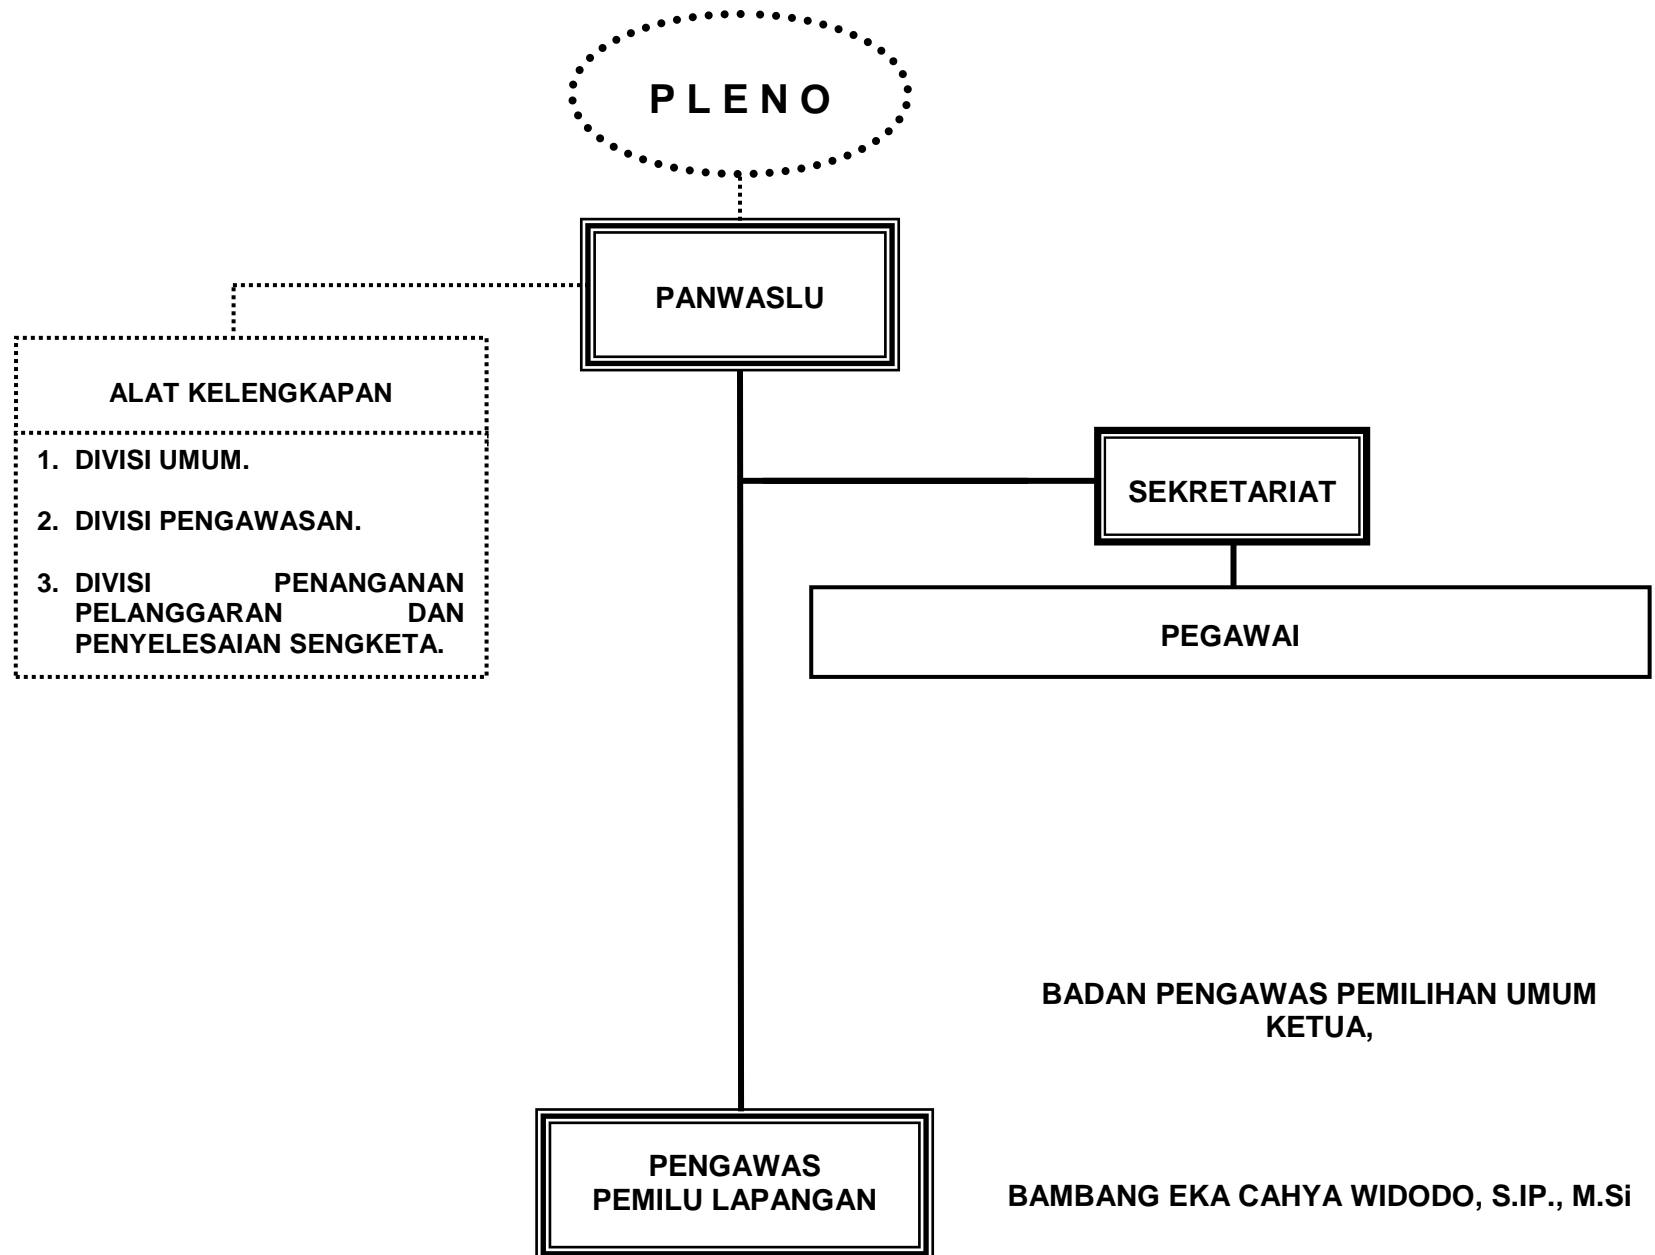 P L E N O
PANWASLU
ALAT KELENGKAPAN
1. DIVISI UMUM.
2. DIVISI PENGAWASAN.
3. DIVISI PENANGANAN
PELANGGARAN DAN
PENYELESAIAN SENGKETA.
SEKRETARIAT
PEGAWAI
BADAN PENGAWAS PEMILIHAN UMUM
KETUA,
PENGAWAS
PEMILU LAPANGAN
BAMBANG EKA CAHYA WIDODO, S.IP., M.Si